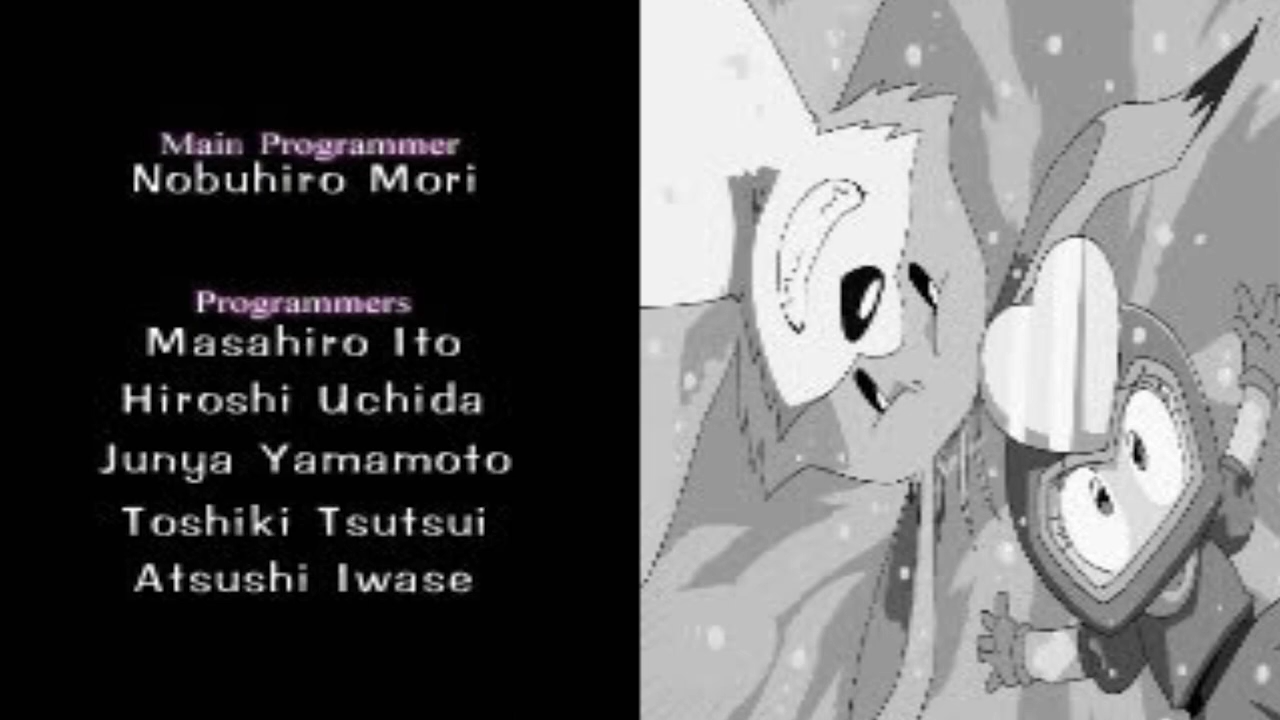 Main Programmer
Nobuhiro Mori
Programmers
Masahiro Ito
Hiroshi Uchida
Junya Yamamoto
Toshiki Tsutsui
Atsushi Iwase